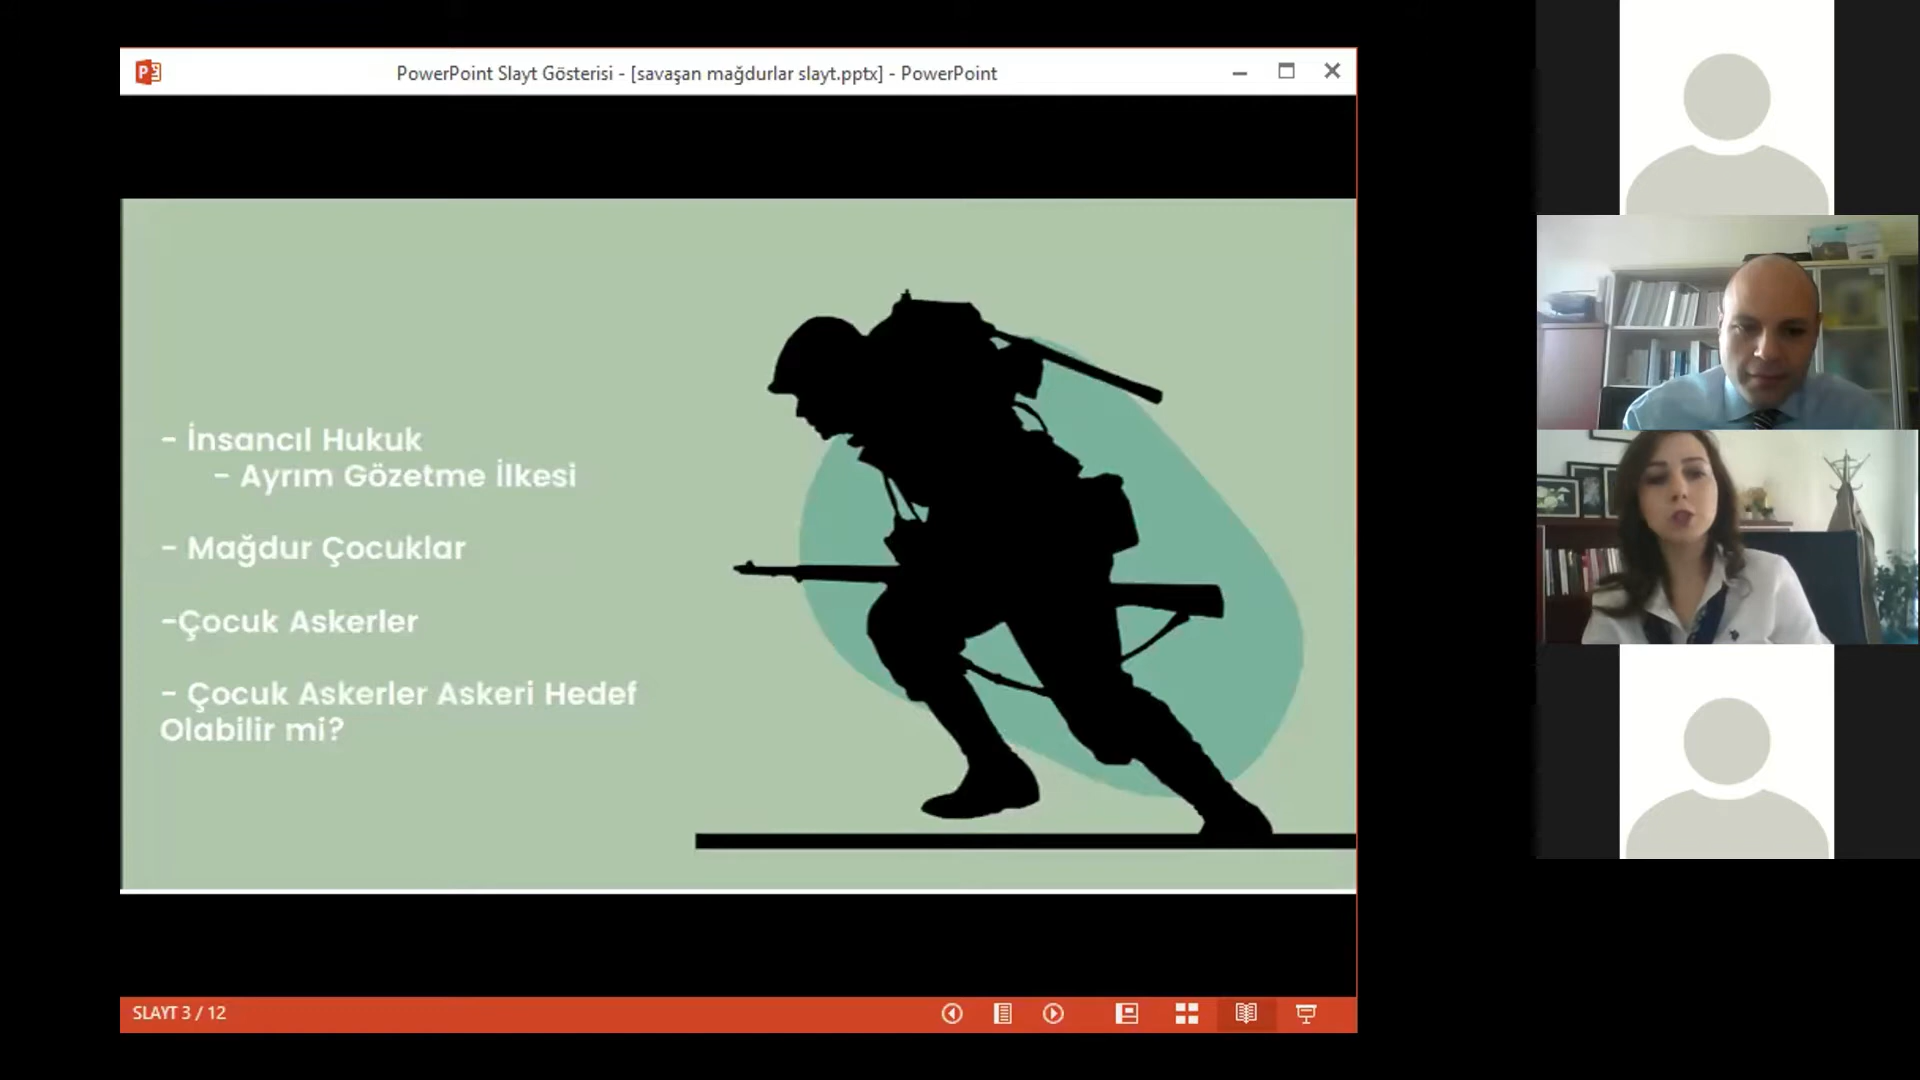 PowerPoint Slayt Gösterisi - [savaşan mağdurlar slayt.pptx] - PowerPoint
- İnsancıl Hukuk
- Ayrım Gözetme İlkesi
- Mağdur Çocuklar
-Çocuk Askerler
- Çocuk Askerler Askeri Hedef
Olabilir mi?
SLAYT 3 / 12